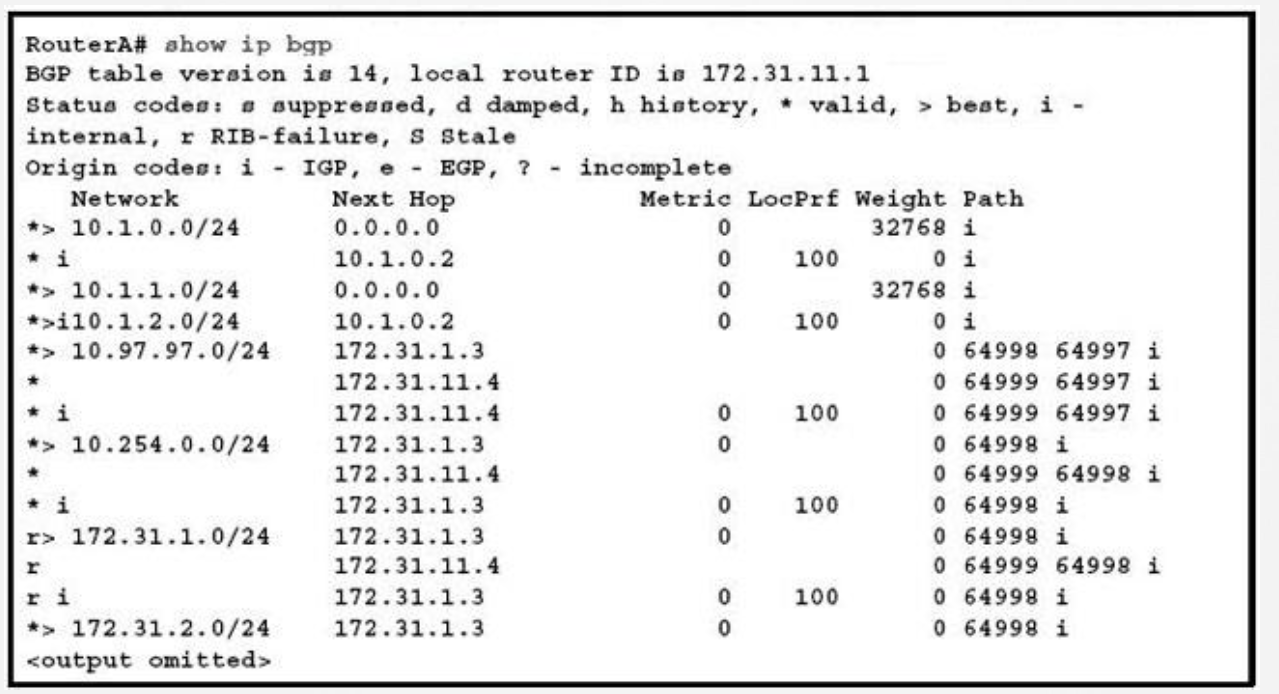 RouterA# show ip bgp
BGP table version is 14, local router ID is 172.31.11.1
Status codes: s suppressed, d damped, h history, * valid, > best, i -
internal, r RIB-failure, S Stale
Origin codes: i - IGP, e - EGP, ? - incomplete
   Network          Next Hop            Metric LocPrf Weight Path
*> 10.1.0.0/24      0.0.0.0                  0         32768 i
* i                 10.1.0.2                 0    100      0 i
*> 10.1.1.0/24      0.0.0.0                  0         32768 i
*>i10.1.2.0/24      10.1.0.2                 0    100      0 i
*> 10.97.97.0/24    172.31.1.3                             0 64998 64997 i
*                   172.31.11.4                            0 64999 64997 i
* i                 172.31.11.4              0    100      0 64999 64997 i
*> 10.254.0.0/24    172.31.1.3               0             0 64998 i
*                   172.31.11.4                            0 64999 64998 i
* i                 172.31.1.3               0    100      0 64998 i
r> 172.31.1.0/24    172.31.1.3               0             0 64998 i
r                   172.31.11.4                            0 64999 64998 i
r i                 172.31.1.3               0    100      0 64998 i
*> 172.31.2.0/24    172.31.1.3               0             0 64998 i
<output omitted>